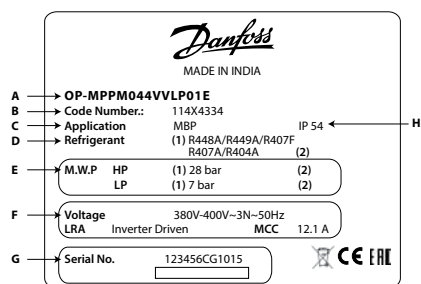 Danfoss
MADE IN INDIA
A OP-MPPM044VVLP01E
B Code Number.: 114X4334
C Application MBP IP 54 H
D Refrigerant (1) R448A/R449A/R407F
R407A/R404A (2)
E M.W.P HP (1) 28 bar (2)
LP (1) 7 bar (2)
F Voltage 380V-400V~3N~50Hz
LRA Inverter Driven MCC 12.1 A
G Serial No. 123456CG1015
CE EAC